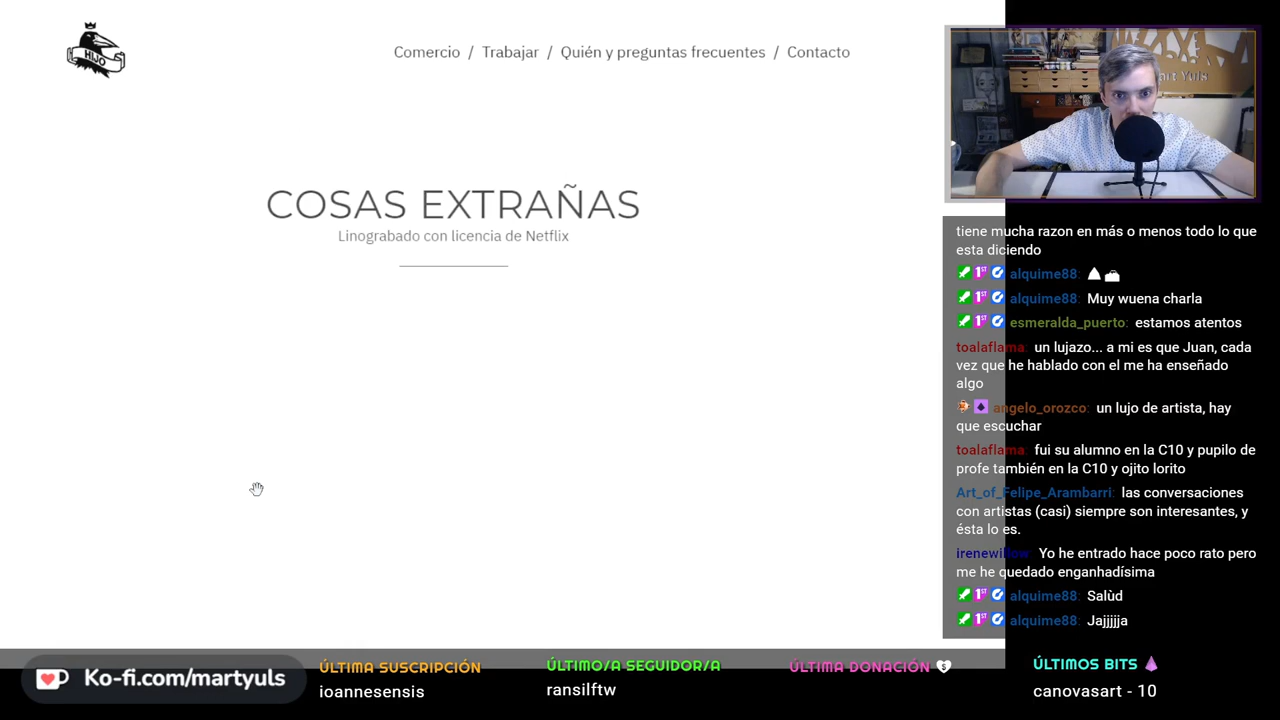 HIJO
Comercio / Trabajar / Quién y preguntas frecuentes / Contacto
COSAS EXTRAÑAS
Linograbado con licencia de Netflix
tiene mucha razon en más o menos todo lo que
esta diciendo
alquime88:
alquime88: Muy wuena charla
esmeralda_puerto: estamos atentos
toalaflama: un lujazo... a mi es que Juan, cada
vez que he hablado con el me ha enseñado
algo
angelo_orozco: un lujo de artista, hay
que escuchar
toalaflama: fui su alumno en la C10 y pupilo de
profe también en la C10 y ojito lorito
Art_of_Felipe_Arambarri: las conversaciones
con artistas (casi) siempre son interesantes, y
ésta lo es.
irenewillow: Yo he entrado hace poco rato pero
me he quedado enganhadísima
alquime88: Salùd
alquime88: Jajjjjja
Ko-fi.com/martyuls
ÚLTIMA SUSCRIPCIÓN
ioannesensis
ÚLTIMO/A SEGUIDOR/A
ransilftw
ÚLTIMA DONACIÓN
ÚLTIMOS BITS
canovasart - 10